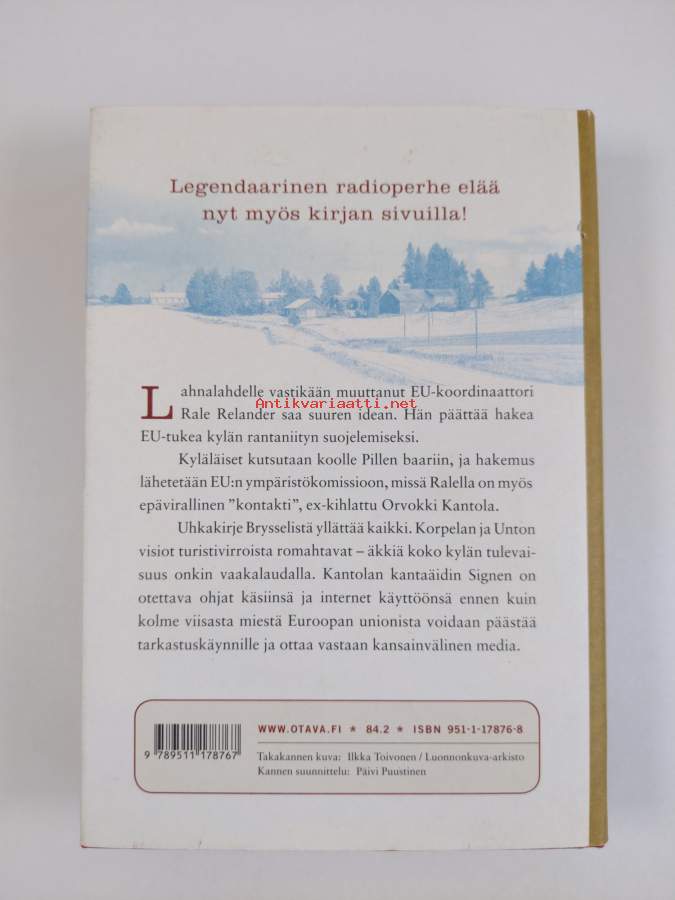 Legendaarinen radioperhe elää
nyt myös kirjan sivuilla!
Lahnalahdelle vastikään muuttanut EU-koordinaattori
Antikvariaatti.net
Rale Relander saa suuren idean. Hän päättää hakea
EU-tukea kylän rantaniityn suojelemiseksi.
Kyläläiset kutsutaan koolle Pillen baariin, ja hakemus
lähetetään EU:n ympäristökomissioon, missä Ralella on myös
epävirallinen ”kontakti”, ex-kihlattu Orvokki Kantola.
Uhkakirje Brysselistä yllättää kaikki. Korpelan ja Unton
visiot turistivirroista romahtavat – äkkiä koko kylän tulevai-
suus onkin vaakalaudalla. Kantolan kantaäidin Signen on
otettava ohjat käsiinsä ja internet käyttöönsä ennen kuin
kolme viisasta miestä Euroopan unionista voidaan päästää
tarkastuskäynnille ja ottaa vastaan kansainvälinen media.
WWW.OTAVA.FI * 84.2 * ISBN 951-1-17876-8
9 789511 178767
Takakannen kuva: Ilkka Toivonen / Luonnonkuva-arkisto
Kannen suunnittelu: Päivi Puustinen